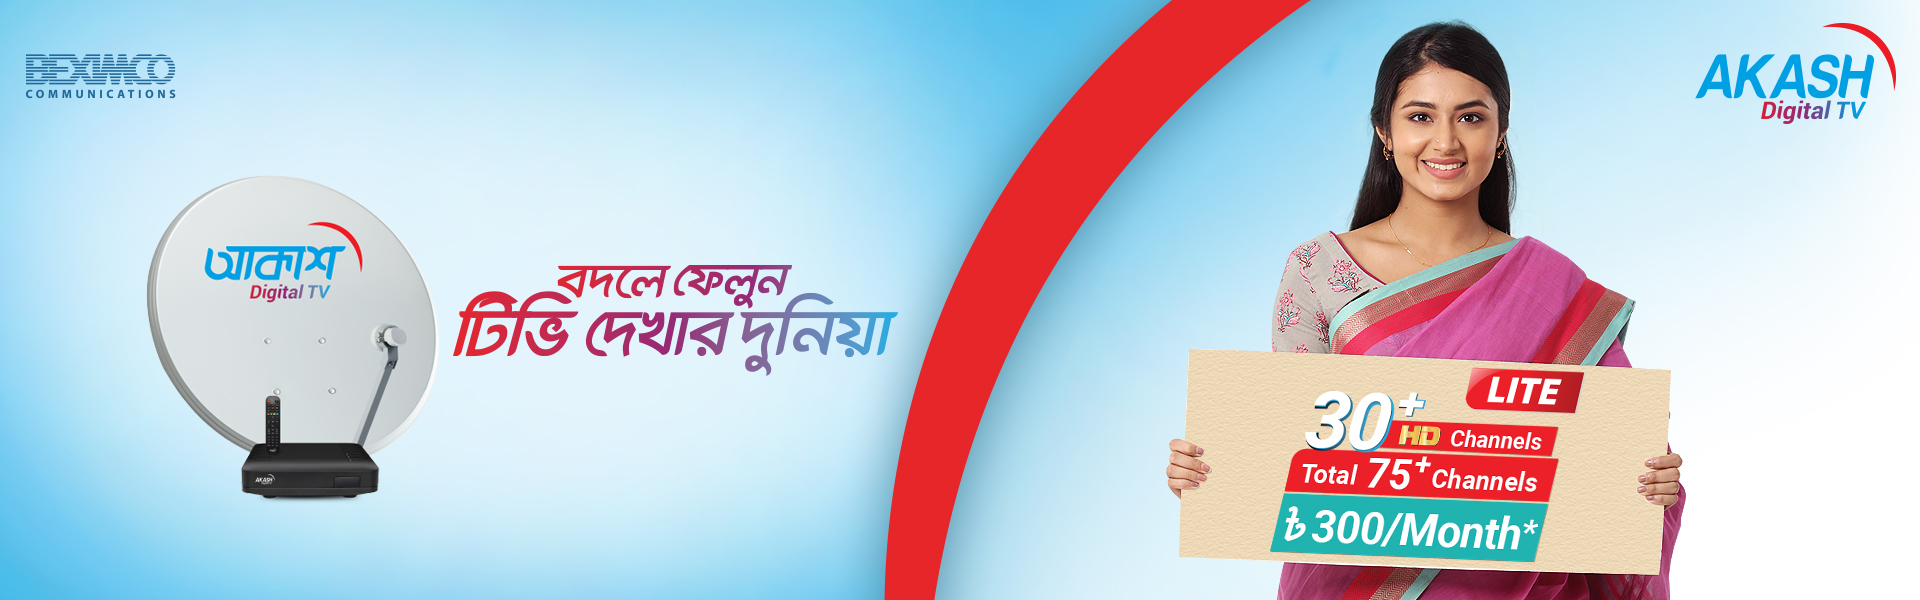 BEXIMCO
COMMUNICATIONS
আকাশ
Digital TV
AKASH
বদলে ফেলুন
টিভি দেখার দুনিয়া
AKASH
Digital TV
LITE
30+
HD Channels
Total 75+ Channels
৳ 300/Month*